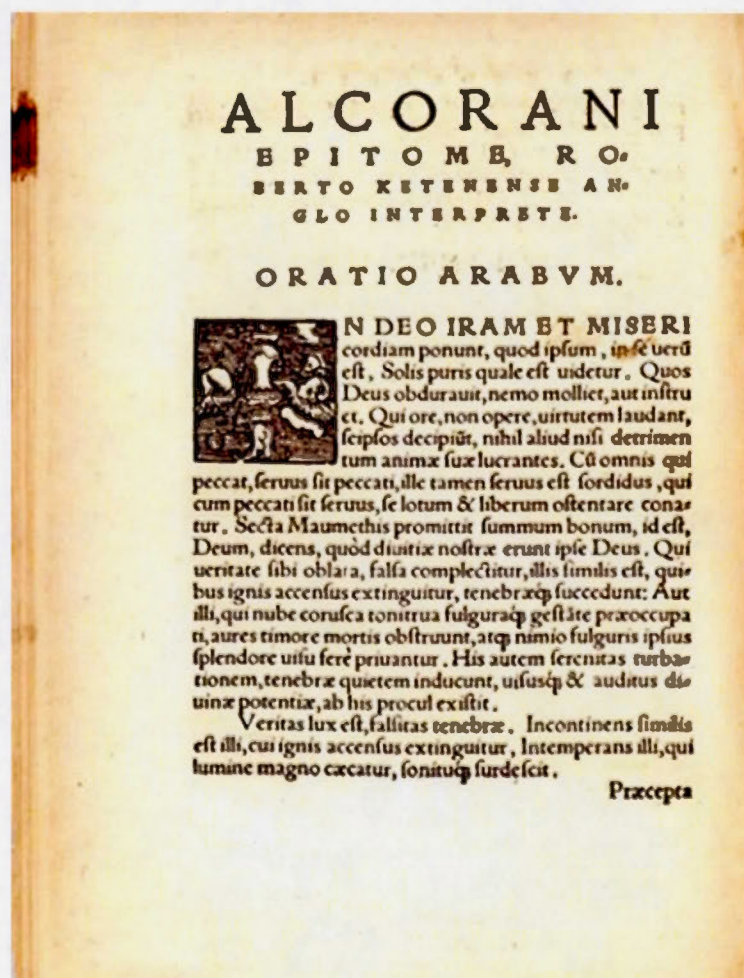 ALCORANI
EPITOME, RO-
BERTO KETENENSE AN-
GLO INTERPRETE.
ORATIO ARABVM.
IN DEO IRAM ET MISERI
cordiam ponunt, quod ipsum, in se uerū
est. Solis puris quale est uidetur. Quos
Deus obdurauit, nemo molliet, aut instru
et. Qui ore, non opere, uirtutem laudant,
seipsos decipiūt, nihil aliud nisi detrimen
tum animæ suæ lucrantes. Cū omnis qui
peccat, seruus sit peccati, ille tamen seruus est sordidus, qui
cum peccati sit seruus, se lotum & liberum ostentare cona-
tur. Secta Maumethis promittit summum bonum, id est,
Deum, dicens, quòd diuitiæ nostræ erunt ipse Deus. Qui
ueritate sibi oblata, falsa complectitur, illis similis est, qui-
bus ignis accensus extinguitur, tenebræq́ue succedunt: Aut
illi, qui nube corusca tonitrua fulguraq́ue gestāte præoccupa
ti, aures timore mortis obstruunt, atq́ue nimio fulguris ipsius
splendore uisu ferè priuantur. His autem serenitas turba-
tionem, tenebræ quietem inducunt, uisusq́ue & auditus di-
uinæ potentiæ, ab his procul existit.
Veritas lux est, falsitas tenebræ. Incontinens similis
est illi, cui ignis accensus extinguitur, Intemperans illi, qui
lumine magno cæcatur, sonituq́ue surdescit.
Præcepta